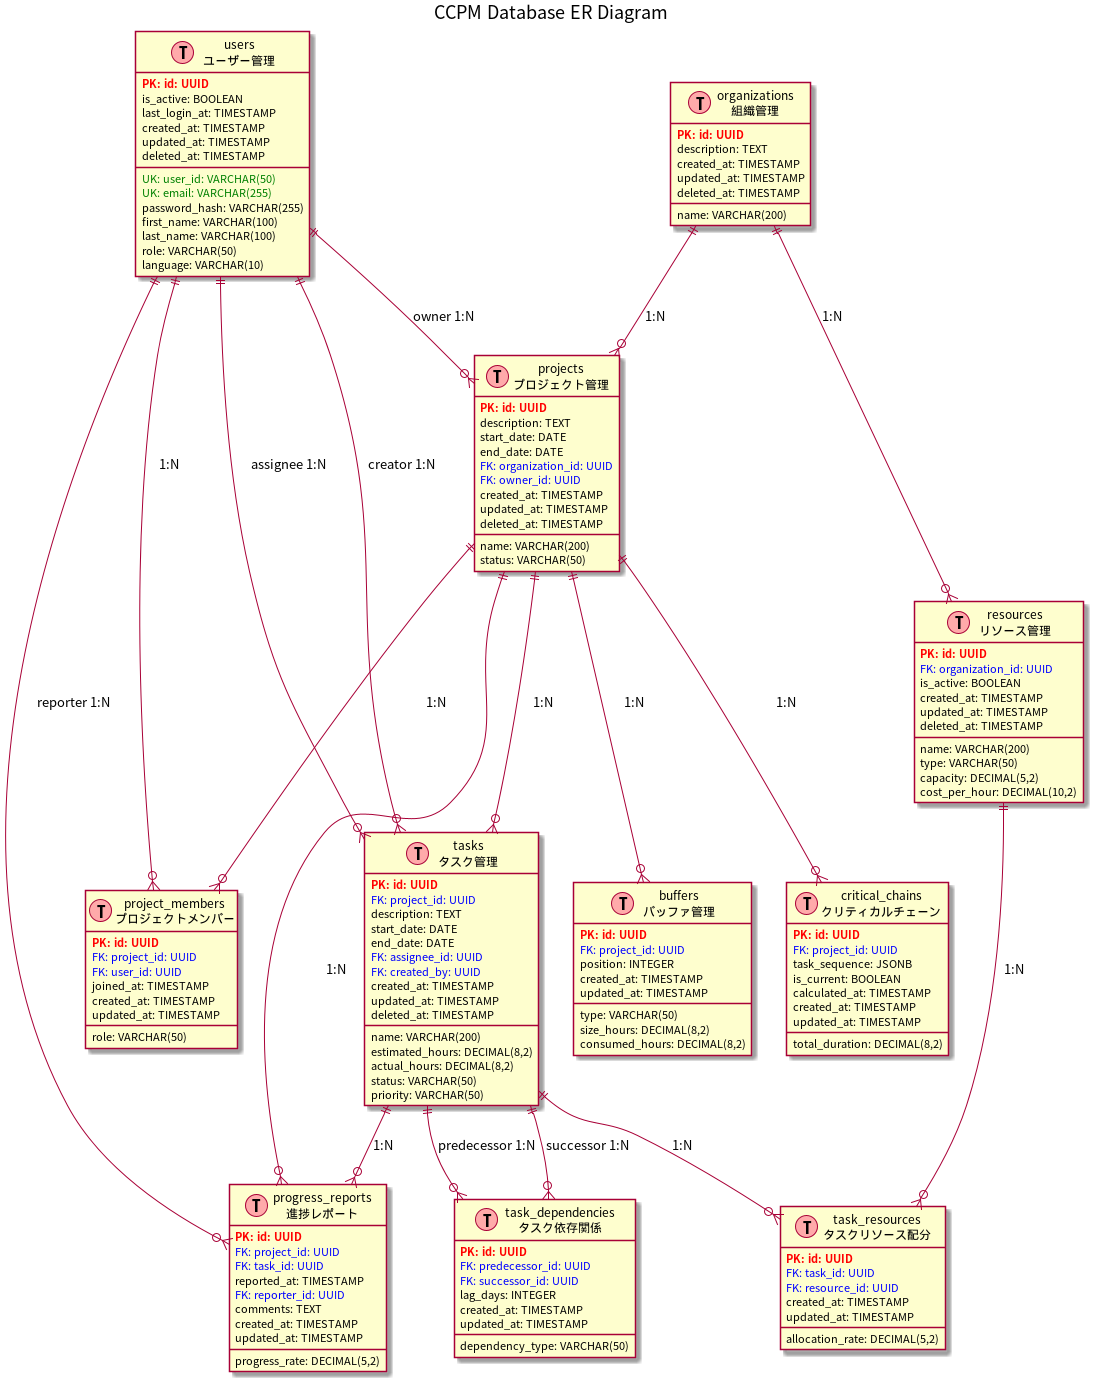 CCPM Database ER Diagram
T
users
ユーザー管理
PK: id: UUID
is_active: BOOLEAN
last_login_at: TIMESTAMP
created_at: TIMESTAMP
updated_at: TIMESTAMP
deleted_at: TIMESTAMP
UK: user_id: VARCHAR(50)
UK: email: VARCHAR(255)
password_hash: VARCHAR(255)
first_name: VARCHAR(100)
last_name: VARCHAR(100)
role: VARCHAR(50)
language: VARCHAR(10)
T
organizations
組織管理
PK: id: UUID
description: TEXT
created_at: TIMESTAMP
updated_at: TIMESTAMP
deleted_at: TIMESTAMP
name: VARCHAR(200)
owner 1:N
1:N
1:N
T
projects
プロジェクト管理
PK: id: UUID
description: TEXT
start_date: DATE
end_date: DATE
FK: organization_id: UUID
FK: owner_id: UUID
created_at: TIMESTAMP
updated_at: TIMESTAMP
deleted_at: TIMESTAMP
name: VARCHAR(200)
status: VARCHAR(50)
1:N
assignee 1:N
creator 1:N
T
resources
リソース管理
PK: id: UUID
FK: organization_id: UUID
is_active: BOOLEAN
created_at: TIMESTAMP
updated_at: TIMESTAMP
deleted_at: TIMESTAMP
name: VARCHAR(200)
type: VARCHAR(50)
capacity: DECIMAL(5,2)
cost_per_hour: DECIMAL(10,2)
reporter 1:N
1:N
1:N
1:N
1:N
T
project_members
プロジェクトメンバー
PK: id: UUID
FK: project_id: UUID
FK: user_id: UUID
joined_at: TIMESTAMP
created_at: TIMESTAMP
updated_at: TIMESTAMP
role: VARCHAR(50)
T
tasks
タスク管理
PK: id: UUID
FK: project_id: UUID
description: TEXT
start_date: DATE
end_date: DATE
FK: assignee_id: UUID
FK: created_by: UUID
created_at: TIMESTAMP
updated_at: TIMESTAMP
deleted_at: TIMESTAMP
name: VARCHAR(200)
estimated_hours: DECIMAL(8,2)
actual_hours: DECIMAL(8,2)
status: VARCHAR(50)
priority: VARCHAR(50)
T
buffers
バッファ管理
PK: id: UUID
FK: project_id: UUID
position: INTEGER
created_at: TIMESTAMP
updated_at: TIMESTAMP
type: VARCHAR(50)
size_hours: DECIMAL(8,2)
consumed_hours: DECIMAL(8,2)
T
critical_chains
クリティカルチェーン
PK: id: UUID
FK: project_id: UUID
task_sequence: JSONB
is_current: BOOLEAN
calculated_at: TIMESTAMP
created_at: TIMESTAMP
updated_at: TIMESTAMP
total_duration: DECIMAL(8,2)
1:N
1:N
1:N
predecessor 1:N
successor 1:N
1:N
T
progress_reports
進捗レポート
PK: id: UUID
FK: project_id: UUID
FK: task_id: UUID
reported_at: TIMESTAMP
FK: reporter_id: UUID
comments: TEXT
created_at: TIMESTAMP
updated_at: TIMESTAMP
progress_rate: DECIMAL(5,2)
T
task_dependencies
タスク依存関係
PK: id: UUID
FK: predecessor_id: UUID
FK: successor_id: UUID
lag_days: INTEGER
created_at: TIMESTAMP
updated_at: TIMESTAMP
dependency_type: VARCHAR(50)
T
task_resources
タスクリソース配分
PK: id: UUID
FK: task_id: UUID
FK: resource_id: UUID
created_at: TIMESTAMP
updated_at: TIMESTAMP
allocation_rate: DECIMAL(5,2)